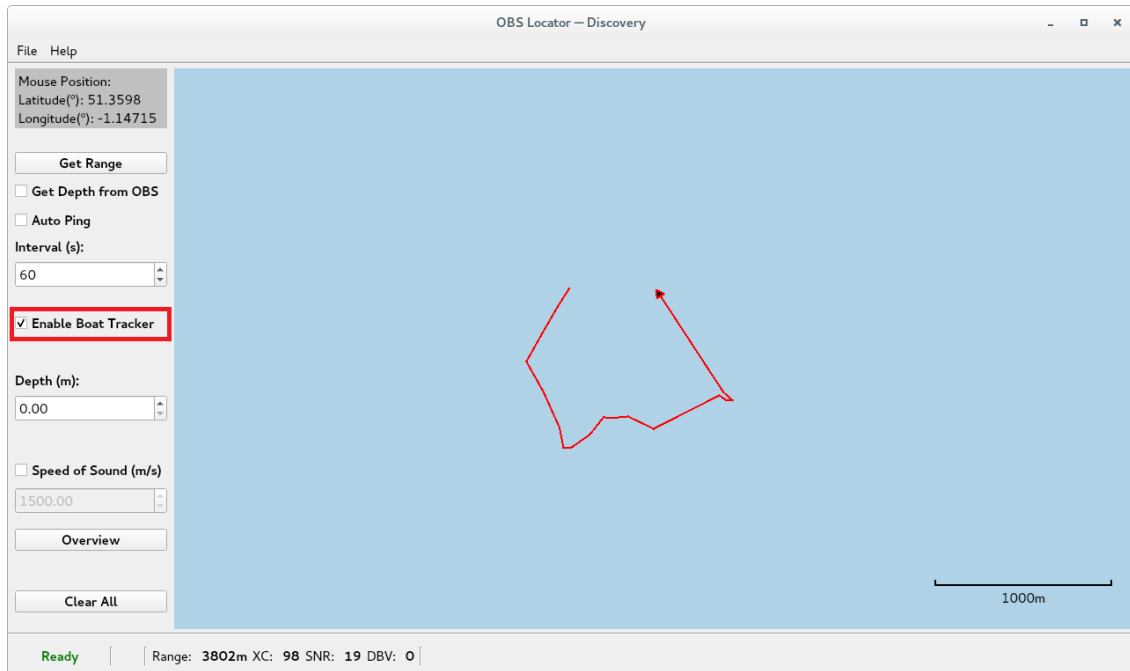 OBS Locator — Discovery
File Help
Mouse Position:
Latitude(°): 51.3598
Longitude(°): -1.14715
Get Range
Get Depth from OBS
Auto Ping
Interval (s):
60
Enable Boat Tracker
Depth (m):
0.00
Speed of Sound (m/s)
1500.00
Overview
Clear All
1000m
Ready Range: 3802m XC: 98 SNR: 19 DBV: 0